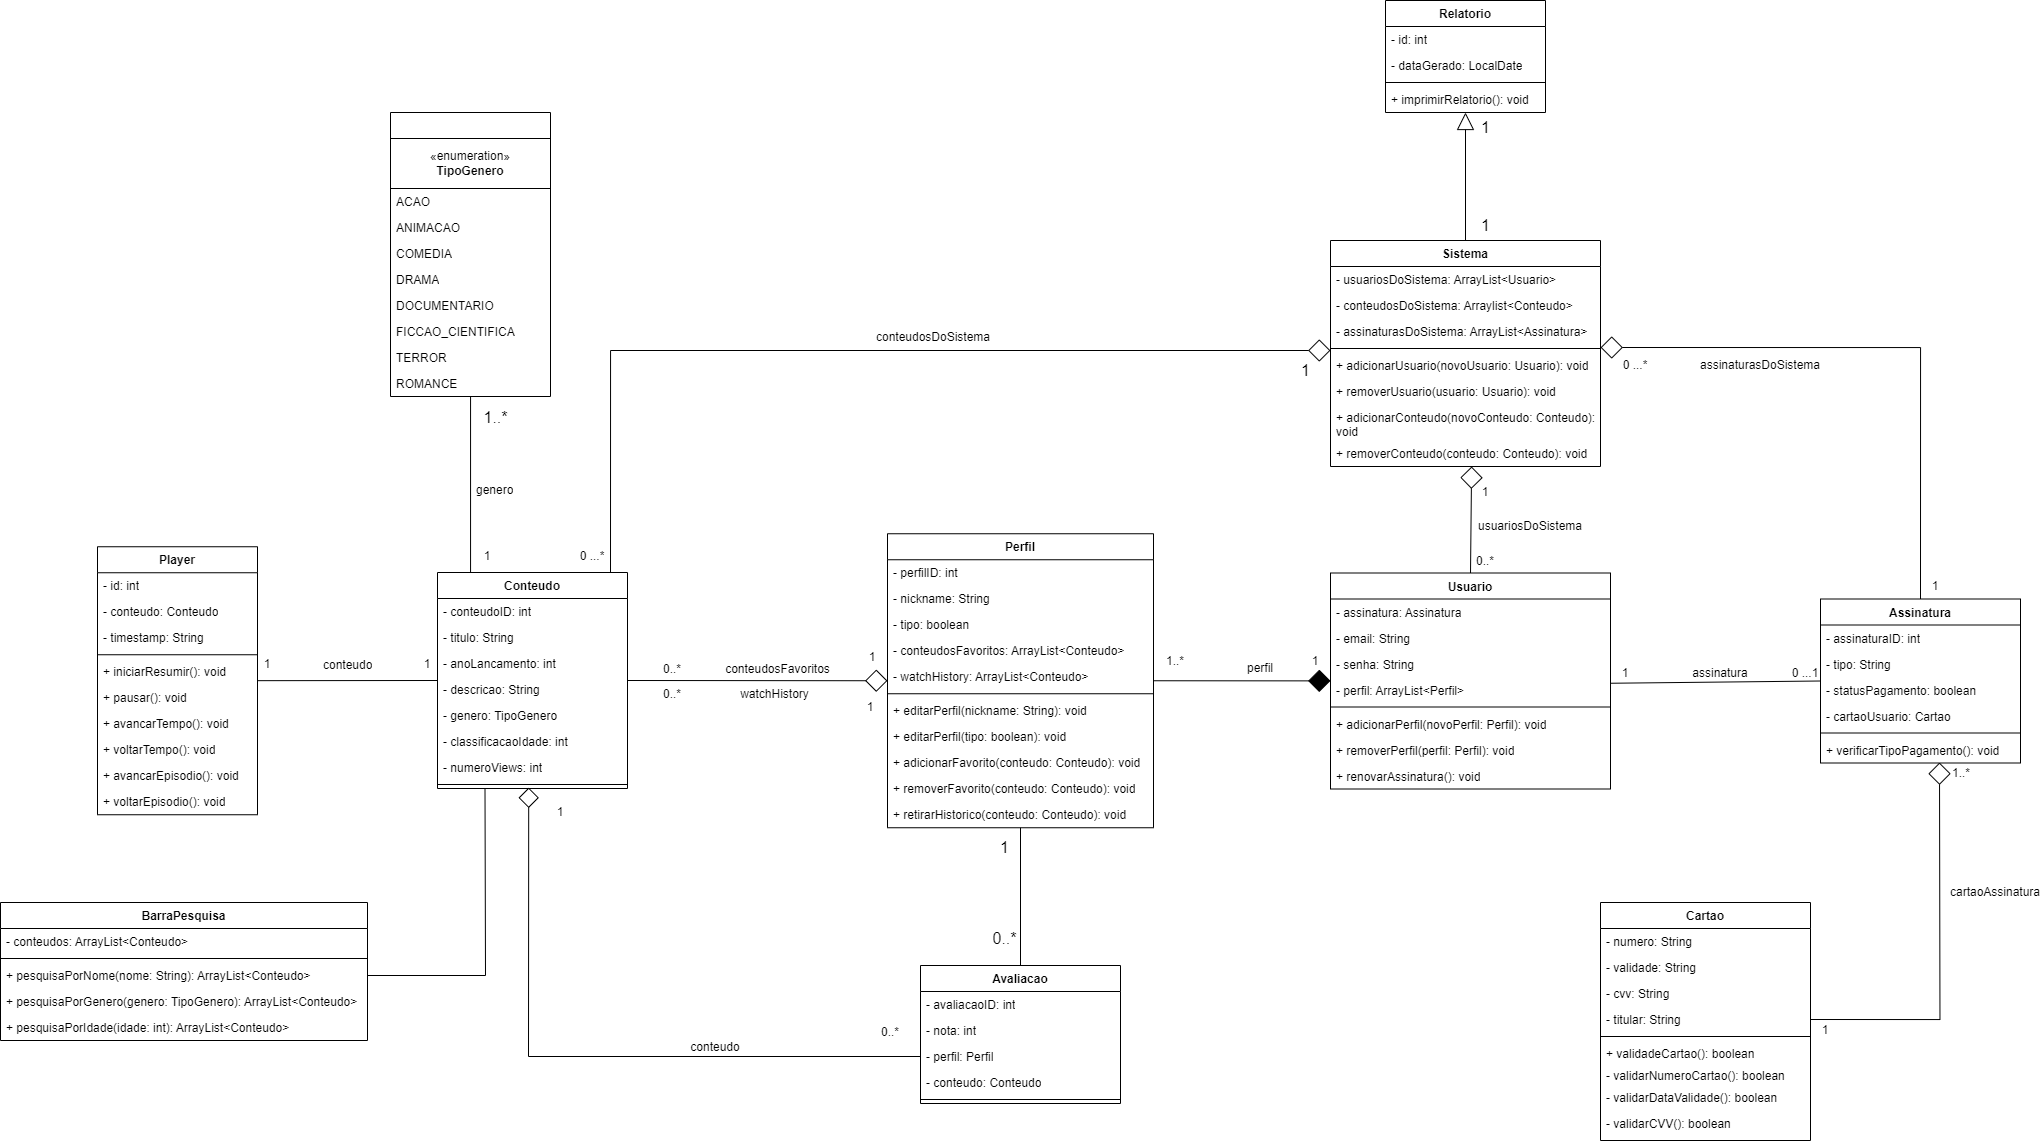 Relatorio
- id: int
- dataGerado: LocalDate
+ imprimirRelatorio(): void
1
1
«enumeration»
TipoGenero
ACAO
ANIMACAO
COMEDIA
DRAMA
DOCUMENTARIO
FICCAO_CIENTIFICA
TERROR
ROMANCE
1..*
genero
1
Sistema
- usuariosDoSistema: ArrayList<Usuario>
- conteudosDoSistema: Arraylist<Conteudo>
- assinaturasDoSistema: ArrayList<Assinatura>
+ adicionarUsuario(novoUsuario: Usuario): void
+ removerUsuario(usuario: Usuario): void
+ adicionarConteudo(novoConteudo: Conteudo):
void
+ removerConteudo(conteudo: Conteudo): void
conteudosDoSistema
1
0 ...*
0 ...*
assinaturasDoSistema
1
1
usuariosDoSistema
0..*
Player
- id: int
- conteudo: Conteudo
- timestamp: String
+ iniciarResumir(): void
+ pausar(): void
+ avancarTempo(): void
+ voltarTempo(): void
+ avancarEpisodio(): void
+ voltarEpisodio(): void
1
conteudo
1
Conteudo
- conteudoID: int
- titulo: String
- anoLancamento: int
- descricao: String
- genero: TipoGenero
- classificacaoIdade: int
- numeroViews: int
0..*
conteudosFavoritos
1
0..*
watchHistory
1
Perfil
- perfilID: int
- nickname: String
- tipo: boolean
- conteudosFavoritos: ArrayList<Conteudo>
- watchHistory: ArrayList<Conteudo>
+ editarPerfil(nickname: String): void
+ editarPerfil(tipo: boolean): void
+ adicionarFavorito(conteudo: Conteudo): void
+ removerFavorito(conteudo: Conteudo): void
+ retirarHistorico(conteudo: Conteudo): void
1..*
perfil
1
Usuario
- assinatura: Assinatura
- email: String
- senha: String
- perfil: ArrayList<Perfil>
+ adicionarPerfil(novoPerfil: Perfil): void
+ removerPerfil(perfil: Perfil): void
+ renovarAssinatura(): void
1
assinatura
0 ...1
Assinatura
- assinaturaID: int
- tipo: String
- statusPagamento: boolean
- cartaoUsuario: Cartao
+ verificarTipoPagamento(): void
1..*
cartaoAssinatura
1
1
1
0..*
BarraPesquisa
- conteudos: ArrayList<Conteudo>
+ pesquisaPorNome(nome: String): ArrayList<Conteudo>
+ pesquisaPorGenero(genero: TipoGenero): ArrayList<Conteudo>
+ pesquisaPorIdade(idade: int): ArrayList<Conteudo>
conteudo
0..*
Avaliacao
- avaliacaoID: int
- nota: int
- perfil: Perfil
- conteudo: Conteudo
Cartao
- numero: String
- validade: String
- cvv: String
- titular: String
+ validadeCartao(): boolean
- validarNumeroCartao(): boolean
- validarDataValidade(): boolean
- validarCVV(): boolean